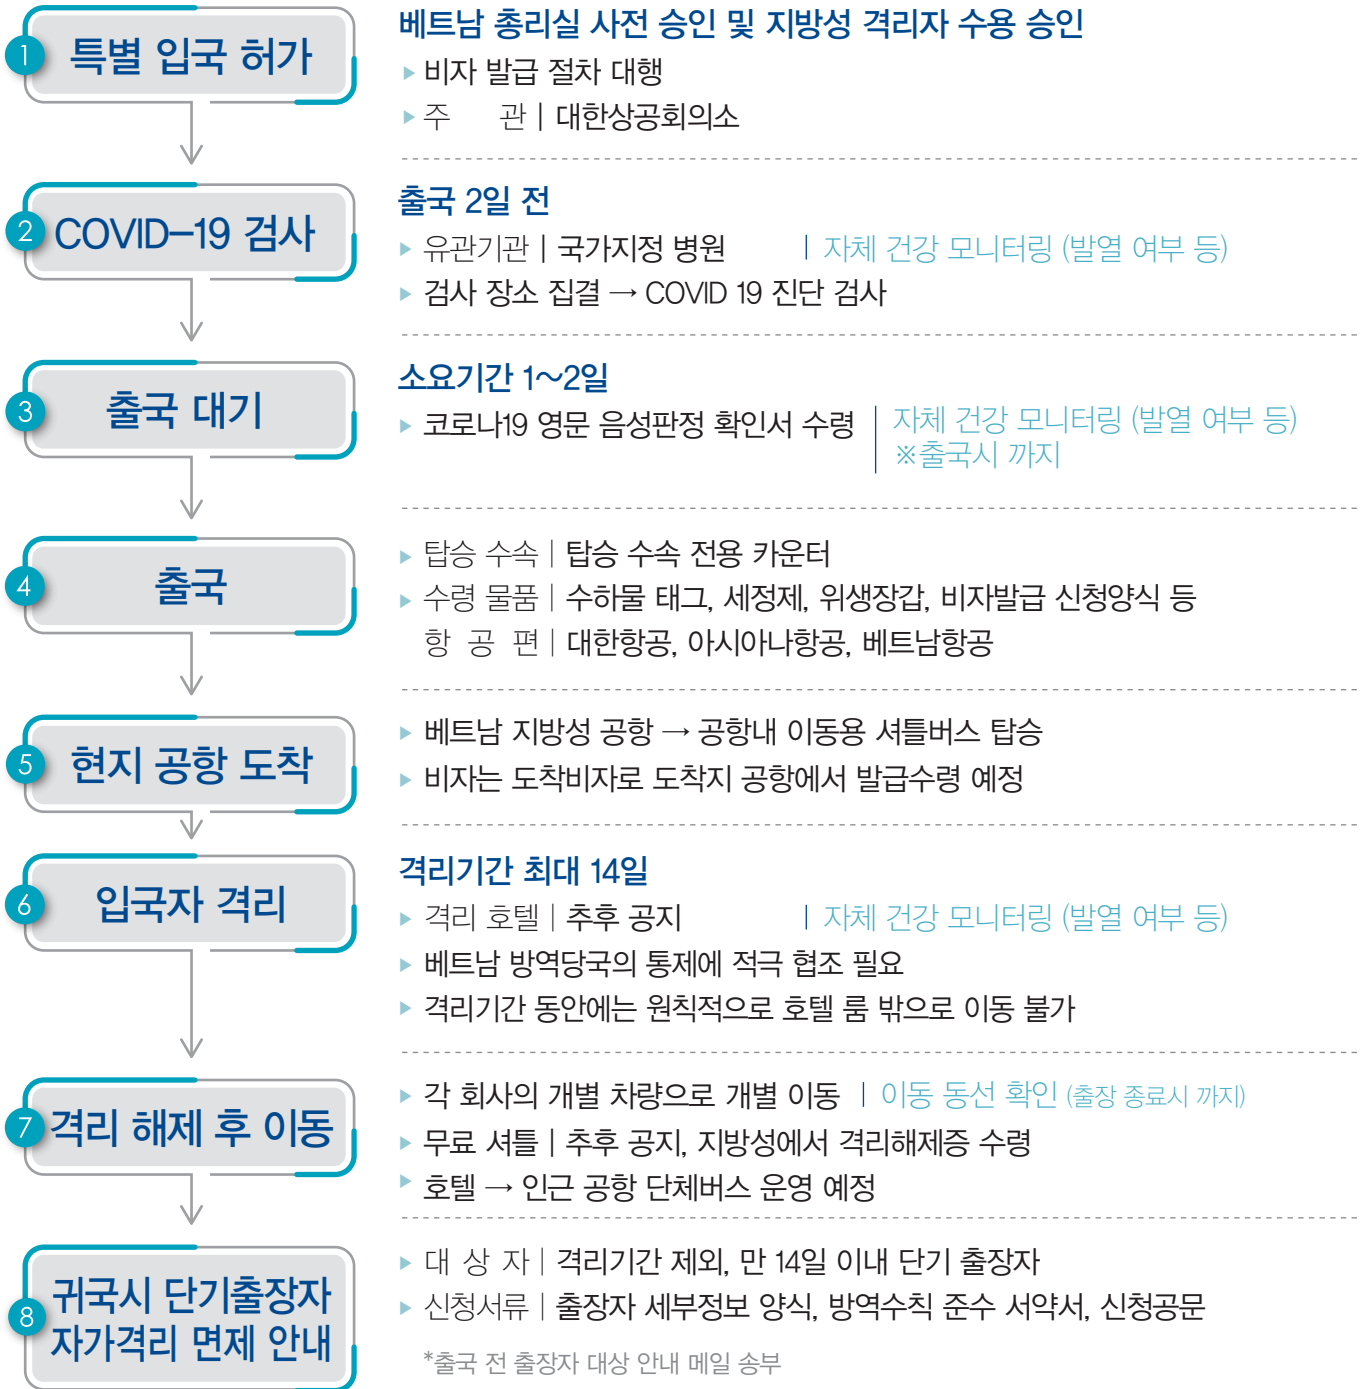 1 특별 입국 허가
베트남 총리실 사전 승인 및 지방성 격리자 수용 승인
▶ 비자 발급 절차 대행
▶ 주 관 | 대한상공회의소
2 COVID-19 검사
출국 2일 전
▶ 유관기관 | 국가지정 병원 | 자체 건강 모니터링 (발열 여부 등)
▶ 검사 장소 집결 → COVID 19 진단 검사
3 출국 대기
소요기간 1~2일
▶ 코로나19 영문 음성판정 확인서 수령 | 자체 건강 모니터링 (발열 여부 등)
※출국시 까지
4 출국
▶ 탑승 수속 | 탑승 수속 전용 카운터
▶ 수령 물품 | 수하물 태그, 세정제, 위생장갑, 비자발급 신청양식 등
항 공 편 | 대한항공, 아시아나항공, 베트남항공
5 현지 공항 도착
▶ 베트남 지방성 공항 → 공항내 이동용 셔틀버스 탑승
▶ 비자는 도착비자로 도착지 공항에서 발급수령 예정
6 입국자 격리
격리기간 최대 14일
▶ 격리 호텔 | 추후 공지 | 자체 건강 모니터링 (발열 여부 등)
▶ 베트남 방역당국의 통제에 적극 협조 필요
▶ 격리기간 동안에는 원칙적으로 호텔 룸 밖으로 이동 불가
7 격리 해제 후 이동
▶ 각 회사의 개별 차량으로 개별 이동 | 이동 동선 확인 (출장 종료시 까지)
▶ 무료 셔틀 | 추후 공지, 지방성에서 격리해제증 수령
▶ 호텔 → 인근 공항 단체버스 운영 예정
8 귀국시 단기출장자
자가격리 면제 안내
▶ 대 상 자 | 격리기간 제외, 만 14일 이내 단기 출장자
▶ 신청서류 | 출장자 세부정보 양식, 방역수칙 준수 서약서, 신청공문
*출국 전 출장자 대상 안내 메일 송부